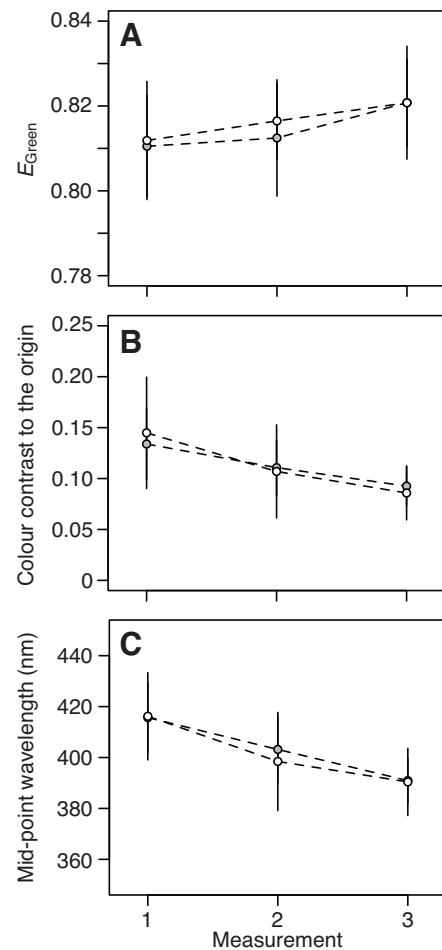 A
0.84
0.82
0.80
0.78
E_Green
B
0.25
0.20
0.15
0.10
0.05
0
Colour contrast to the origin
C
440
420
400
380
360
Mid-point wavelength (nm)
1 2 3
Measurement